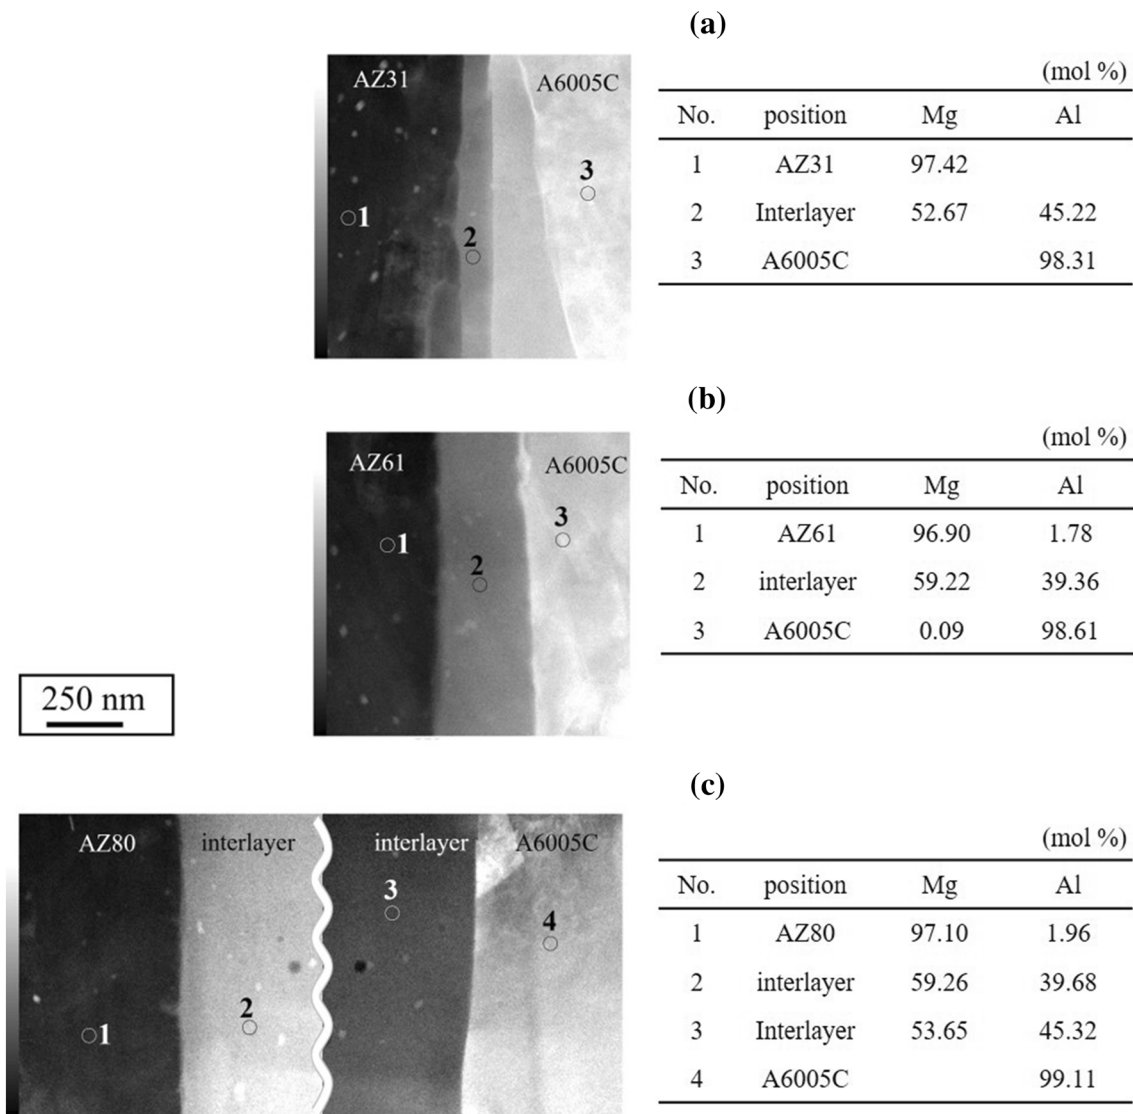 (a)
AZ31 A6005C
1
2
3
(mol %)
No. position Mg Al
1 AZ31 97.42
2 Interlayer 52.67 45.22
3 A6005C 98.31
(b)
AZ61 A6005C
1
2
3
(mol %)
No. position Mg Al
1 AZ61 96.90 1.78
2 interlayer 59.22 39.36
3 A6005C 0.09 98.61
250 nm
(c)
AZ80 interlayer interlayer A6005C
3
4
2
1
(mol %)
No. position Mg Al
1 AZ80 97.10 1.96
2 interlayer 59.26 39.68
3 Interlayer 53.65 45.32
4 A6005C 99.11